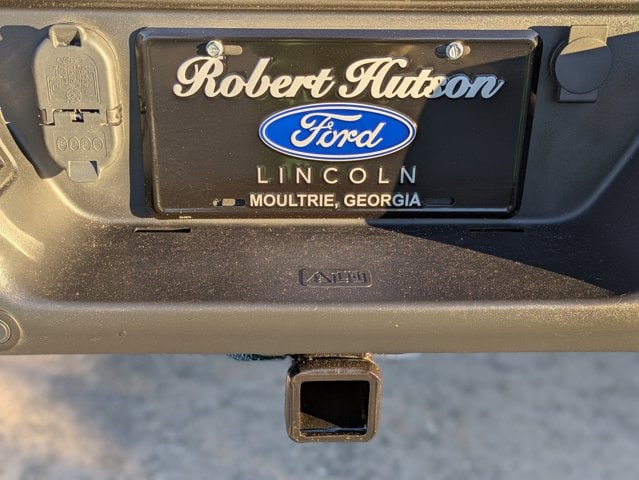 Robert Hutson
Ford
LINCOLN
MOULTRIE, GEORGIA